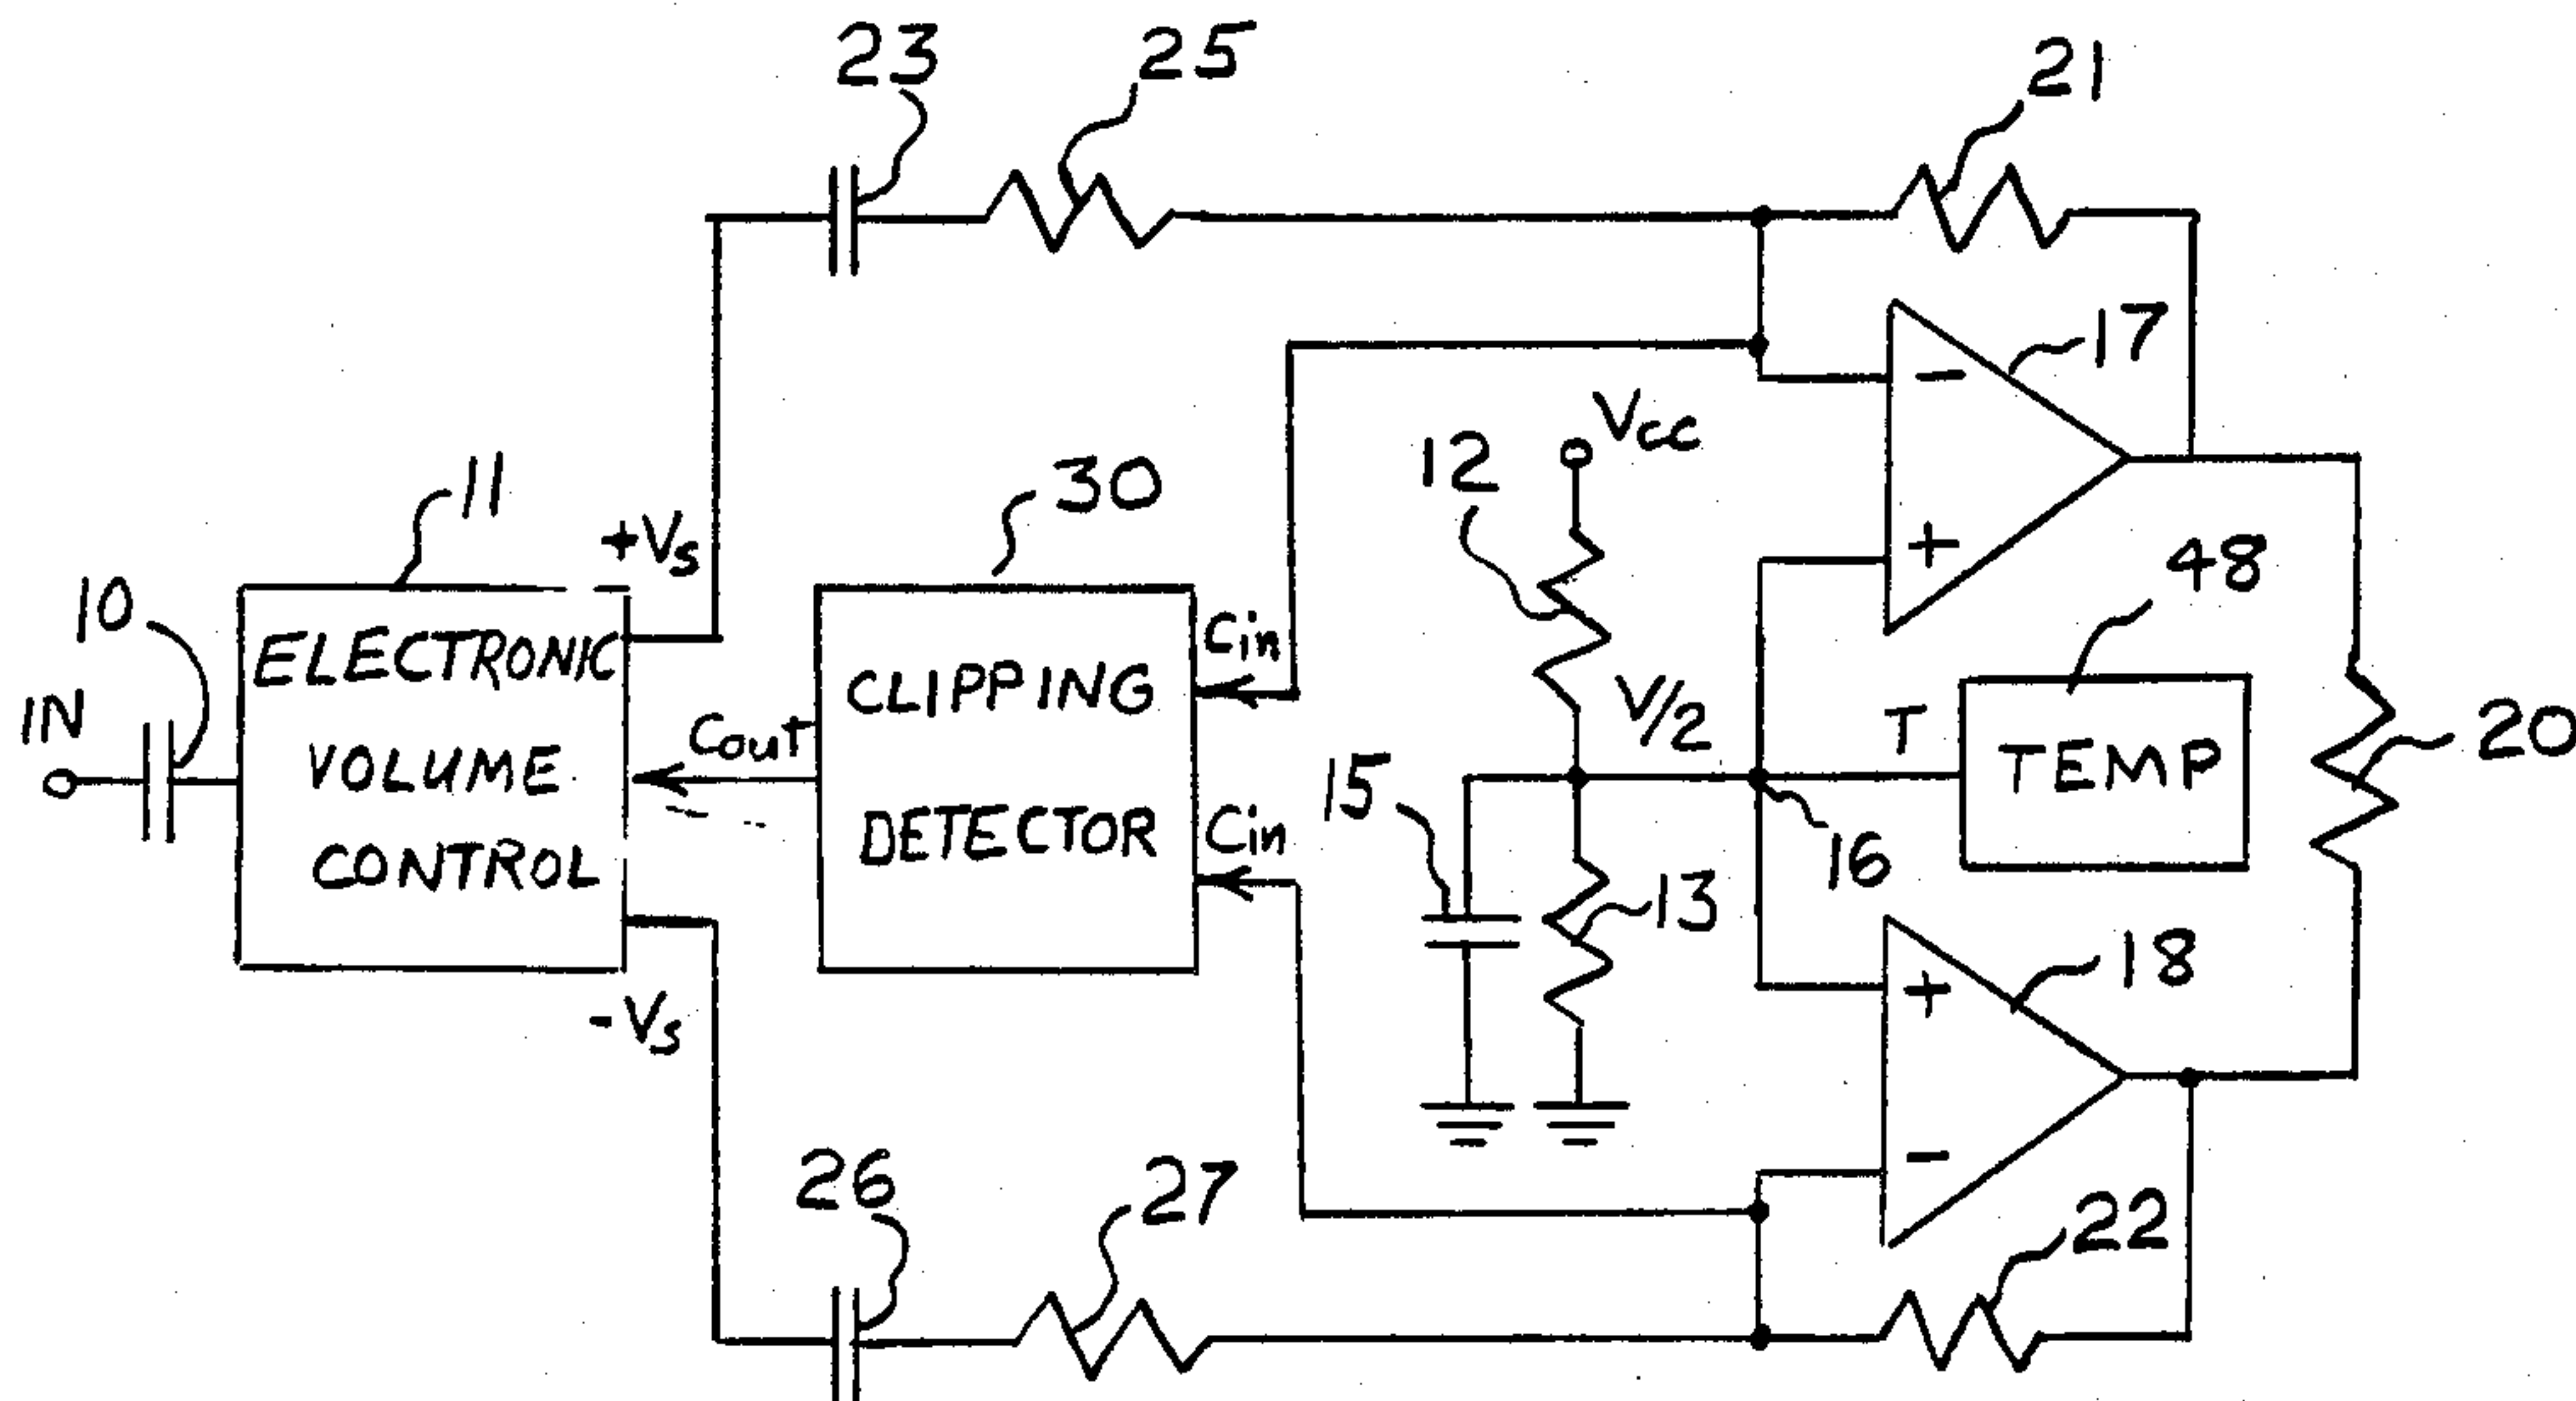 23
25
21
17
Vcc
12
11
30
+Vs
48
10
ELECTRONIC
VOLUME
CONTROL
CLIPPING
DETECTOR
Cin
Cin
Cout
IN
V/2
T
TEMP
20
15
16
13
18
-Vs
26
27
22
-
+
+
-